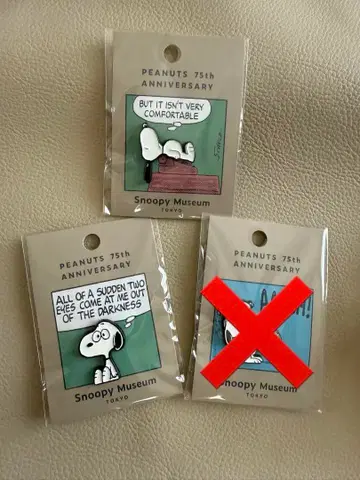 PEANUTS 75th
ANNIVERSARY
BUT IT ISN'T VERY
COMFORTABLE
Snoopy Museum
TOKYO
PEANUTS 75th
ANNIVERSARY
ALL OF A SUDDEN TWO
EYES COME AT ME OUT
OF THE DARKNESS
Snoopy Museum
TOKYO
PEANUTS 75th
ANNIVERSARY
Snoopy Museum
TOKYO